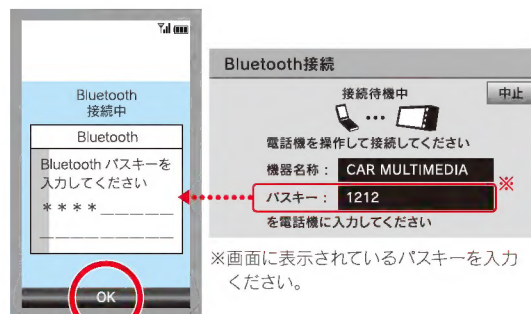 Bluetooth
接続中
Bluetooth
Bluetooth パスキーを
入力してください
****_____
OK
Bluetooth接続
接続待機中
中止
電話機を操作して接続してください
機器名称： CAR MULTIMEDIA
パスキー： 1212
※
を電話機に入力してください
※画面に表示されているパスキーを入力
ください。